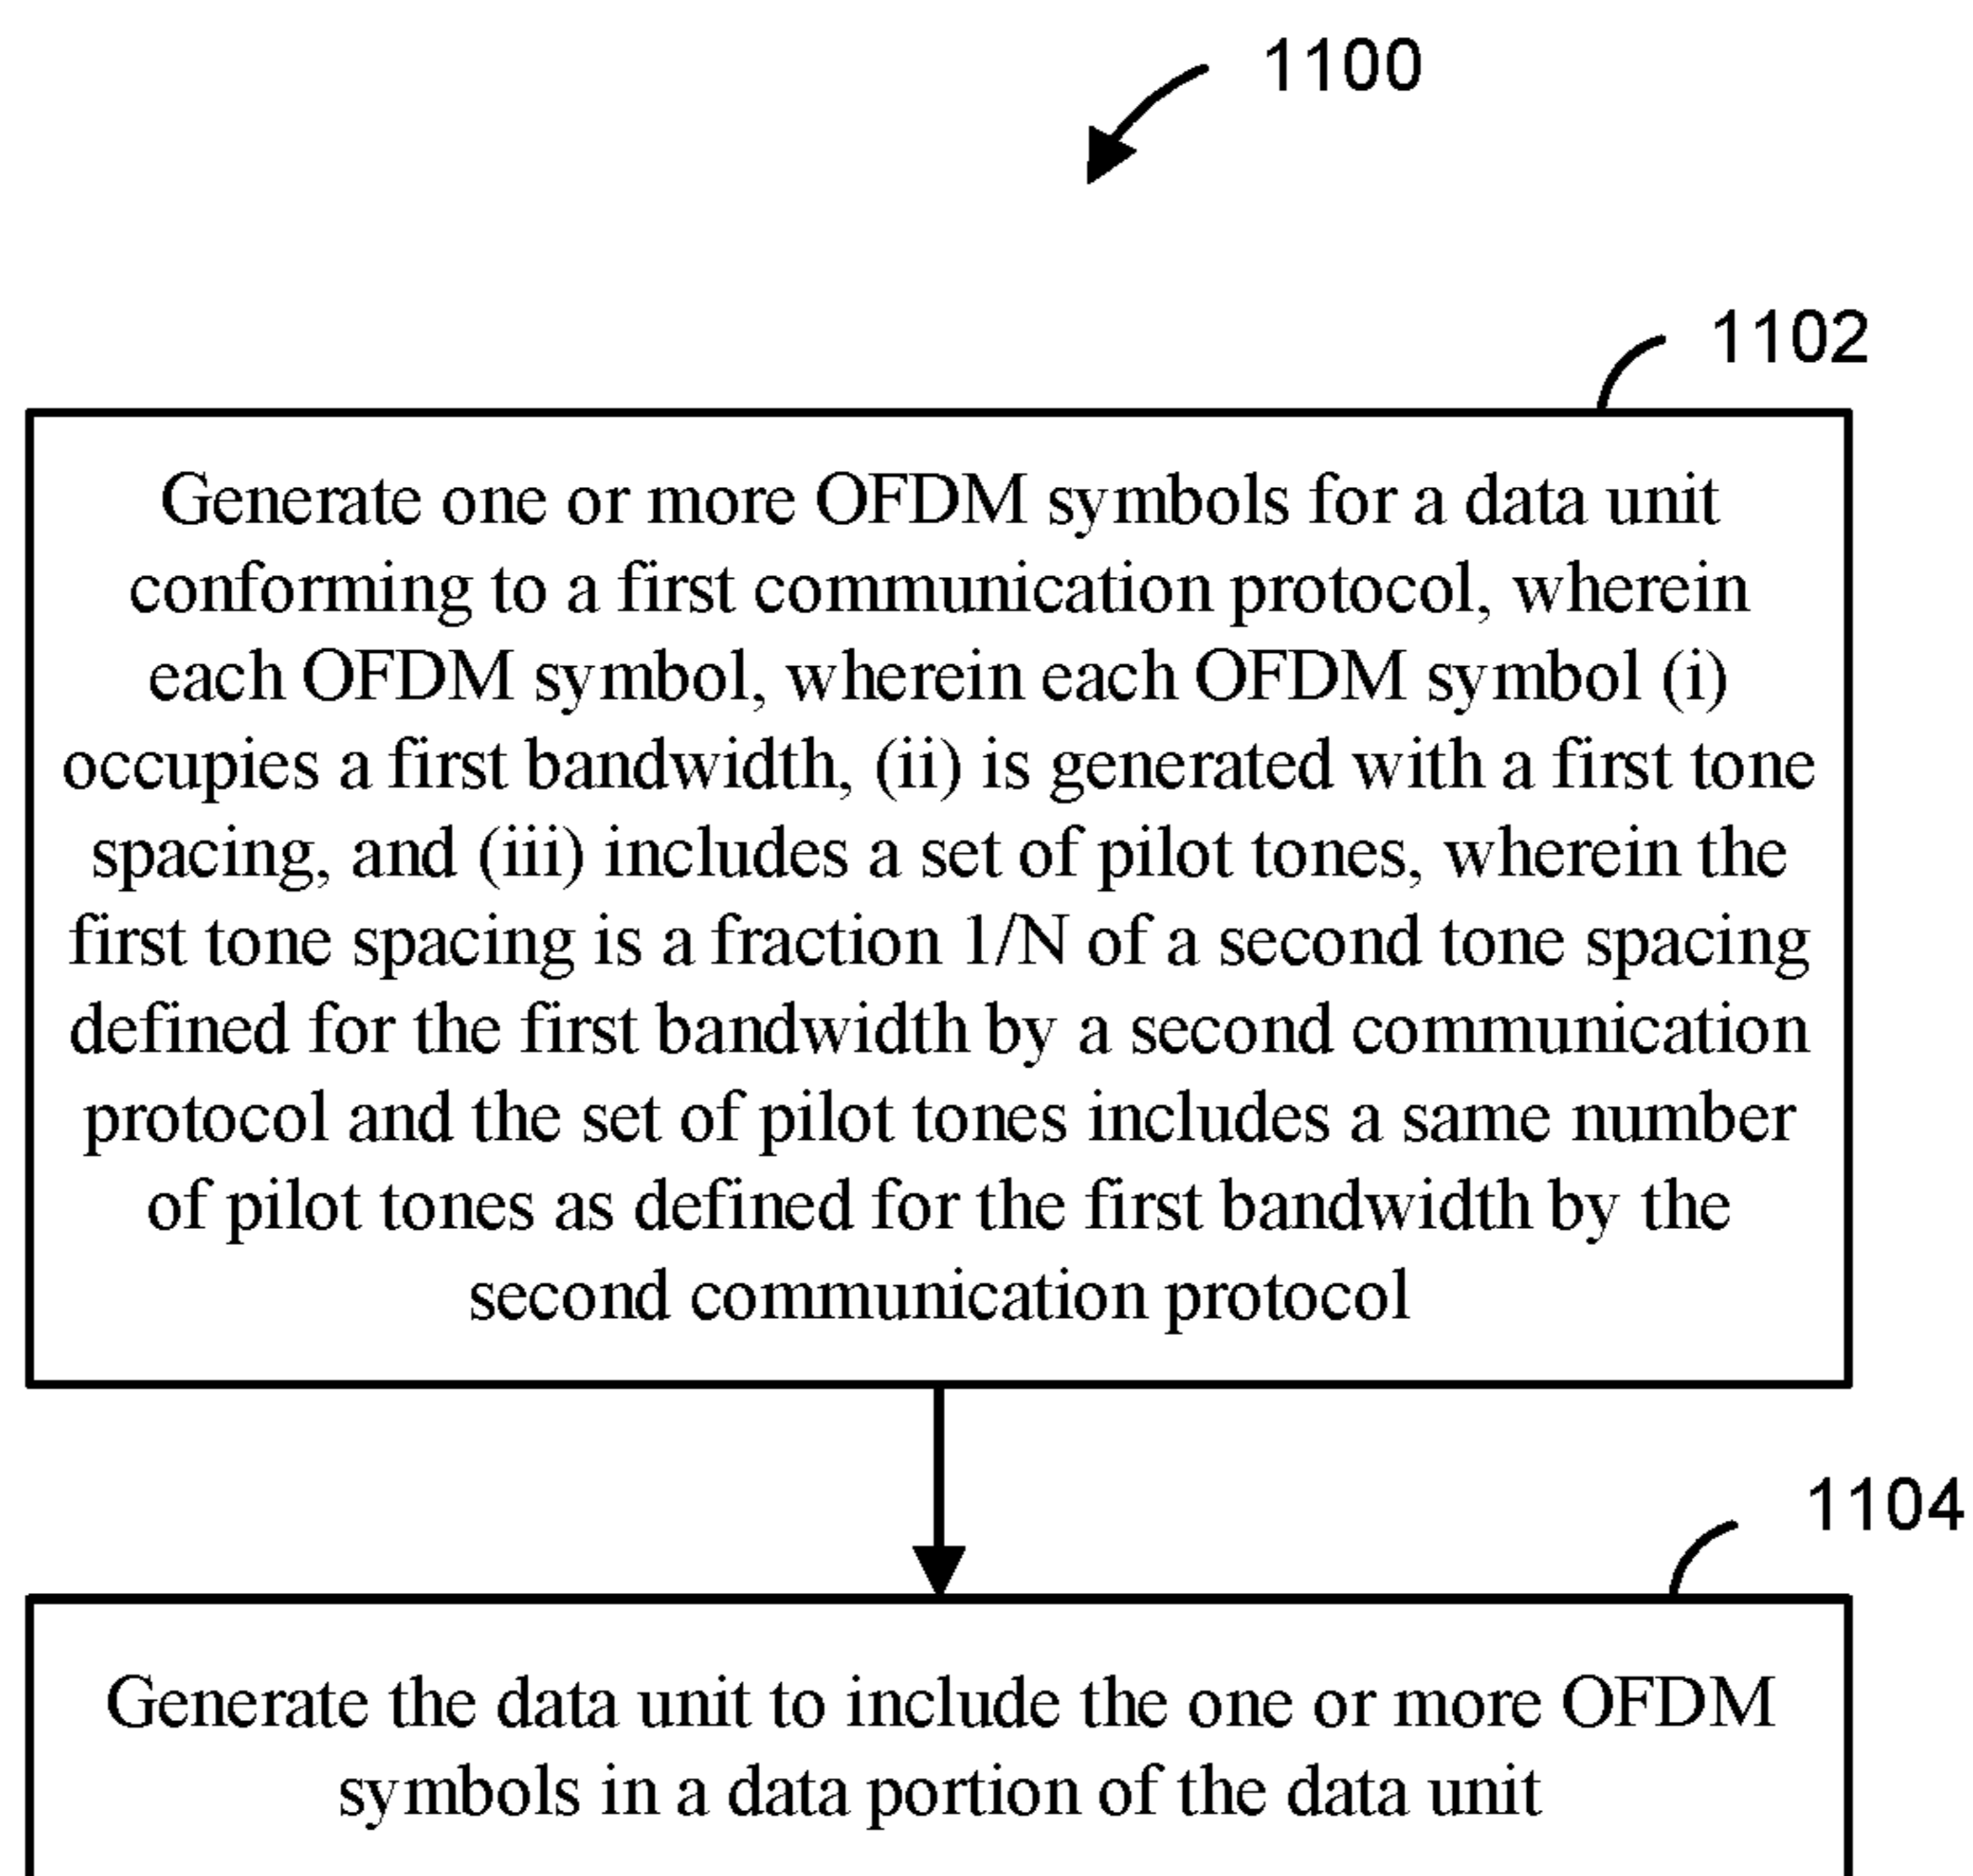 1100
1102
Generate one or more OFDM symbols for a data unit
conforming to a first communication protocol, wherein
each OFDM symbol, wherein each OFDM symbol (i)
occupies a first bandwidth, (ii) is generated with a first tone
spacing, and (iii) includes a set of pilot tones, wherein the
first tone spacing is a fraction 1/N of a second tone spacing
defined for the first bandwidth by a second communication
protocol and the set of pilot tones includes a same number
of pilot tones as defined for the first bandwidth by the
second communication protocol
1104
Generate the data unit to include the one or more OFDM
symbols in a data portion of the data unit